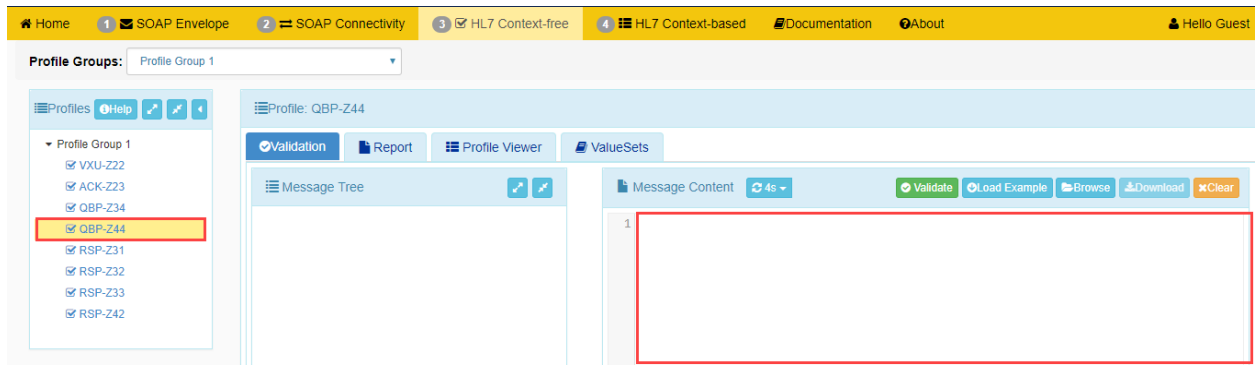 Home 1 SOAP Envelope 2 SOAP Connectivity 3 HL7 Context-free 4 HL7 Context-based Documentation About Hello Guest
Profile Groups: Profile Group 1
Profiles Help
Profile: QBP-Z44
Profile Group 1
VXU-Z22
ACK-Z23
QBP-Z34
QBP-Z44
RSP-Z31
RSP-Z32
RSP-Z33
RSP-Z42
Validation Report Profile Viewer ValueSets
Message Tree
Message Content 4s Validate Load Example Browse Download Clear
1